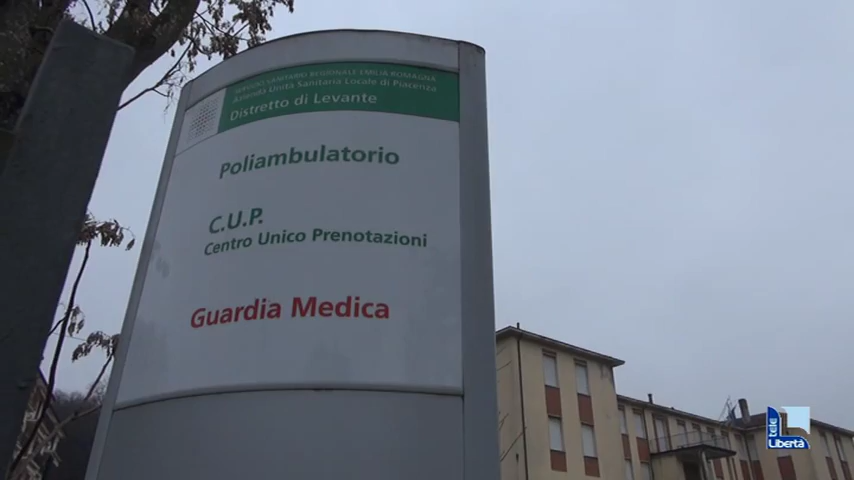 SERVIZIO SANITARIO REGIONALE EMILIA-ROMAGNA
Azienda Unità Sanitaria Locale di Piacenza
Distretto di Levante
Poliambulatorio
C.U.P.
Centro Unico Prenotazioni
Guardia Medica
tele
Libertà